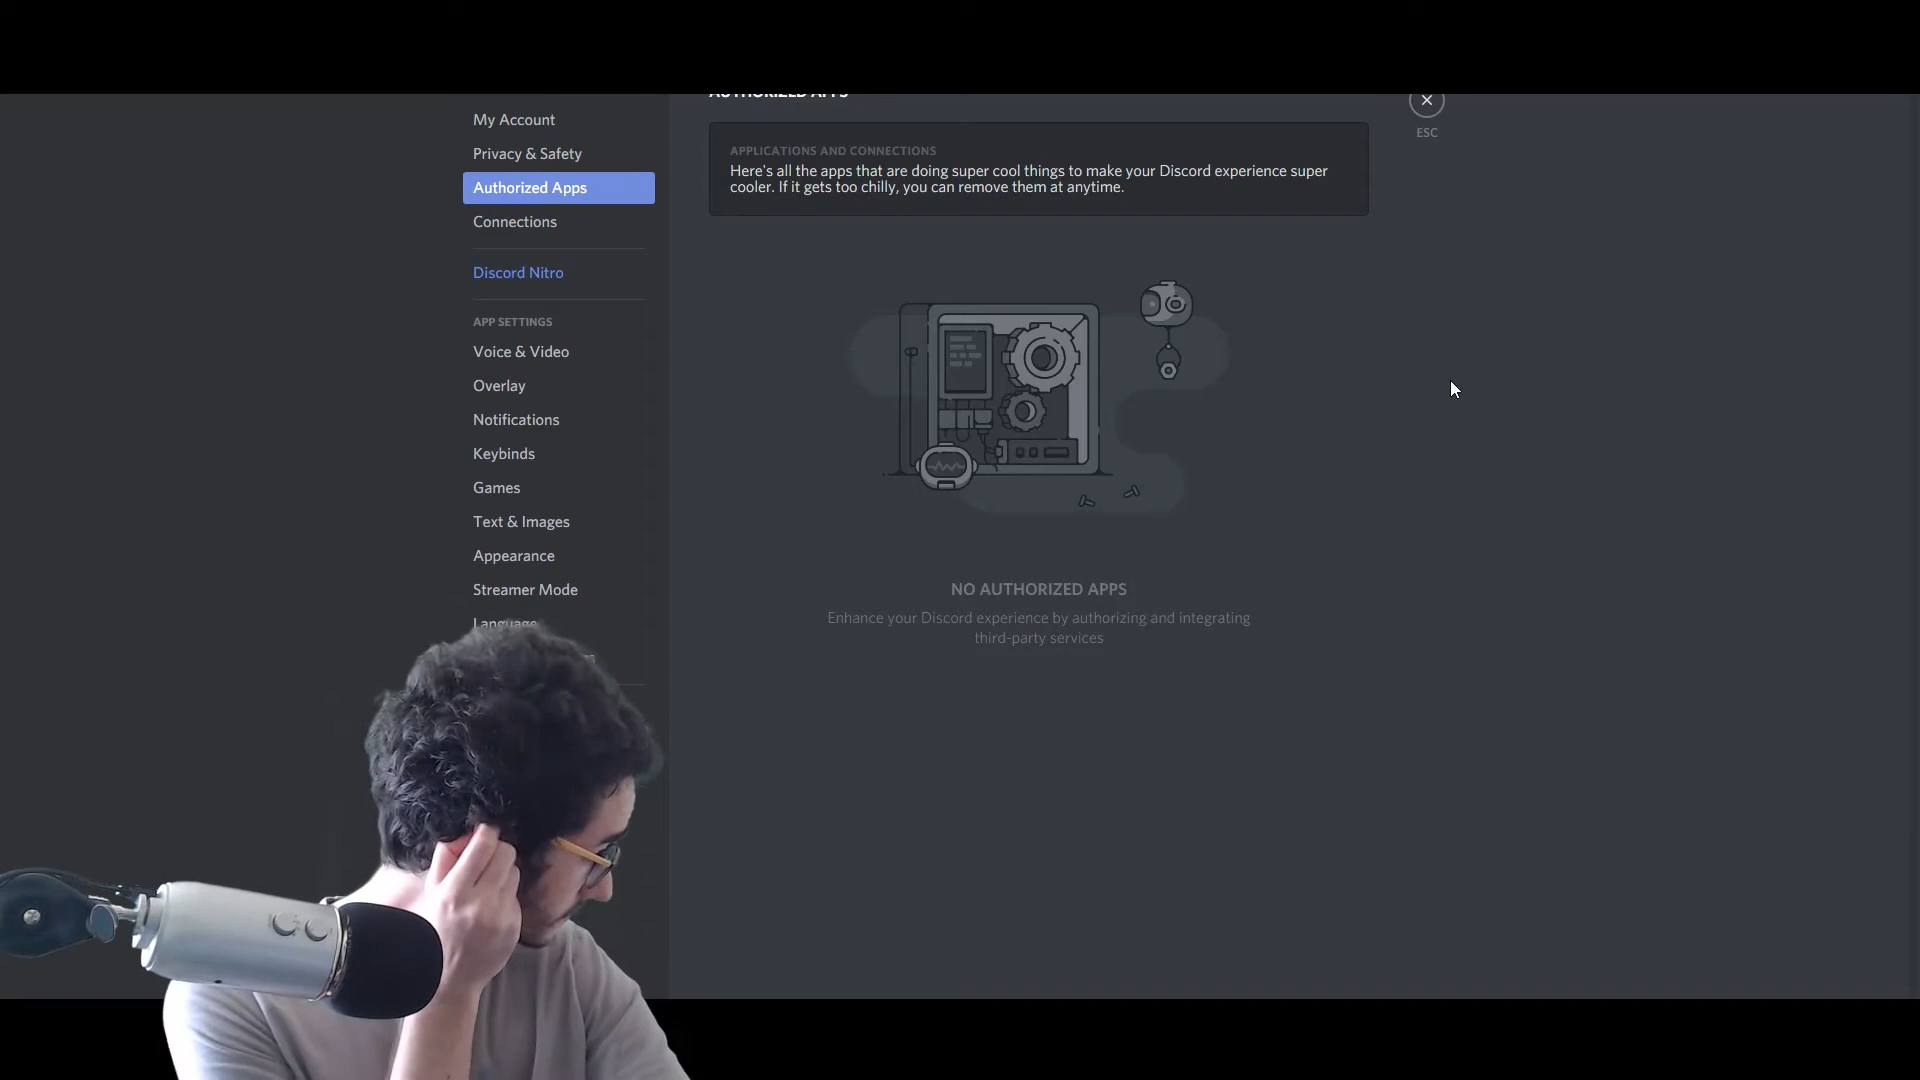 AUTHORIZED APPS
My Account
Privacy & Safety
Authorized Apps
Connections
Discord Nitro
APP SETTINGS
Voice & Video
Overlay
Notifications
Keybinds
Games
Text & Images
Appearance
Streamer Mode
Language
ESC
APPLICATIONS AND CONNECTIONS
Here's all the apps that are doing super cool things to make your Discord experience super
cooler. If it gets too chilly, you can remove them at anytime.
NO AUTHORIZED APPS
Enhance your Discord experience by authorizing and integrating
third-party services